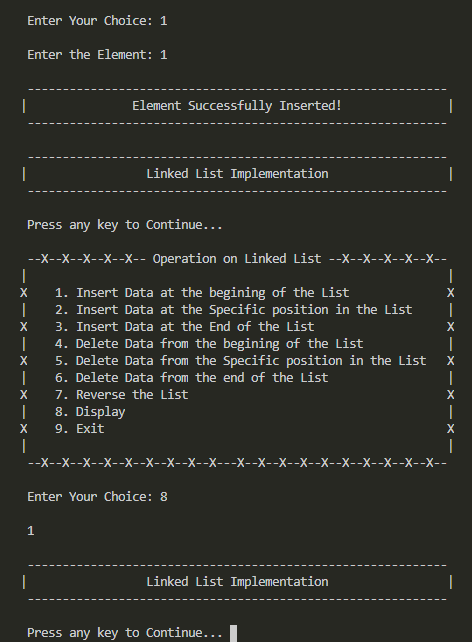 Enter Your Choice: 1
Enter the Element: 1
------------------------------------------------------------
|               Element Successfully Inserted!               |
------------------------------------------------------------
------------------------------------------------------------
|                 Linked List Implementation                 |
------------------------------------------------------------
Press any key to Continue...
--X--X--X--X--X-- Operation on Linked List --X--X--X--X--X--
|                                                            |
X    1. Insert Data at the begining of the List              X
|    2. Insert Data at the Specific position in the List     |
X    3. Insert Data at the End of the List                   X
|    4. Delete Data from the begining of the List            |
X    5. Delete Data from the Specific position in the List   X
|    6. Delete Data from the end of the List                 |
X    7. Reverse the List                                     X
|    8. Display                                              |
X    9. Exit                                                 X
|                                                            |
--X--X--X--X--X--X--X--X--X---X--X--X--X--X--X--X--X--X--X--
Enter Your Choice: 8
1
------------------------------------------------------------
|                 Linked List Implementation                 |
------------------------------------------------------------
Press any key to Continue...